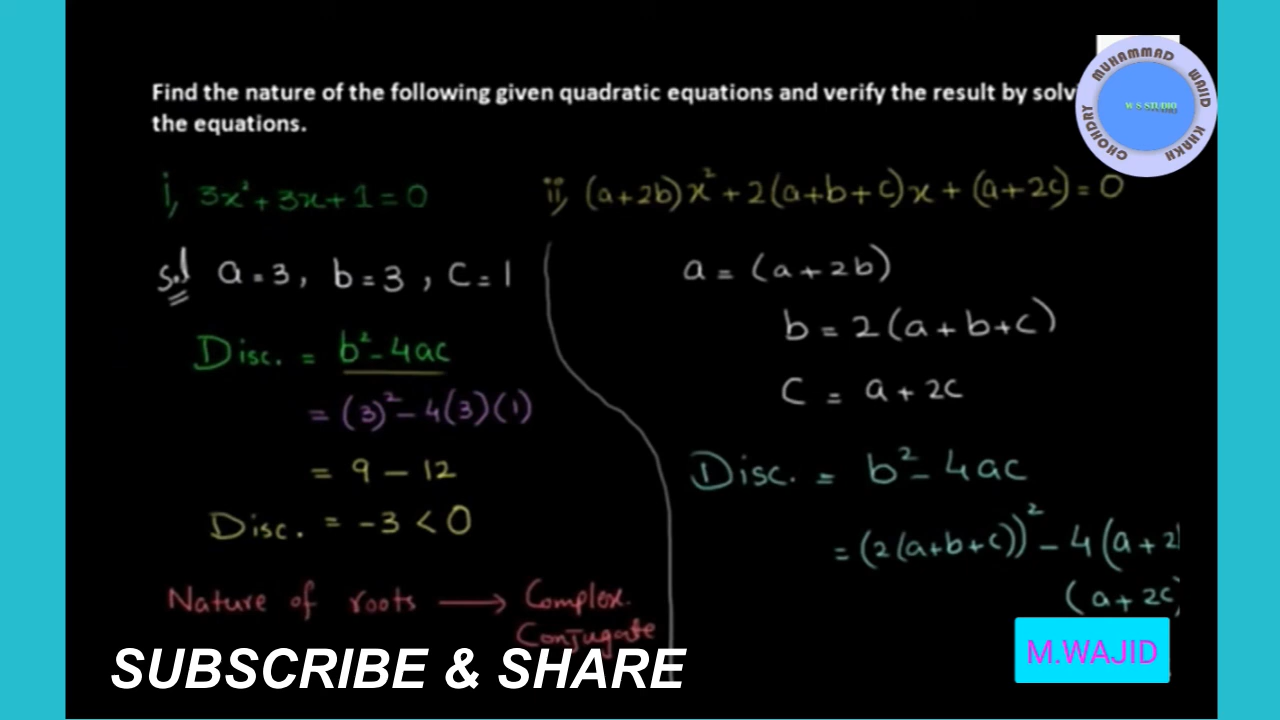 Find the nature of the following given quadratic equations and verify the result by solv
the equations.
i, 3x² + 3x + 1 = 0
Sol a = 3, b = 3, c = 1
Disc. = b² - 4ac
= (3)² - 4(3)(1)
= 9 - 12
Disc. = -3 < 0
Nature of roots → Complex.
Conjugate
ii, (a+2b)x² + 2(a+b+c)x + (a+2c) = 0
a = (a+2b)
b = 2(a+b+c)
C = a+2c
Disc. = b² - 4ac
= (2(a+b+c))² - 4(a+2
(a+2c)
MUHAMMAD WAJID KHAKH CHOHDRY
W S STUDIO
SUBSCRIBE & SHARE
M.WAJID